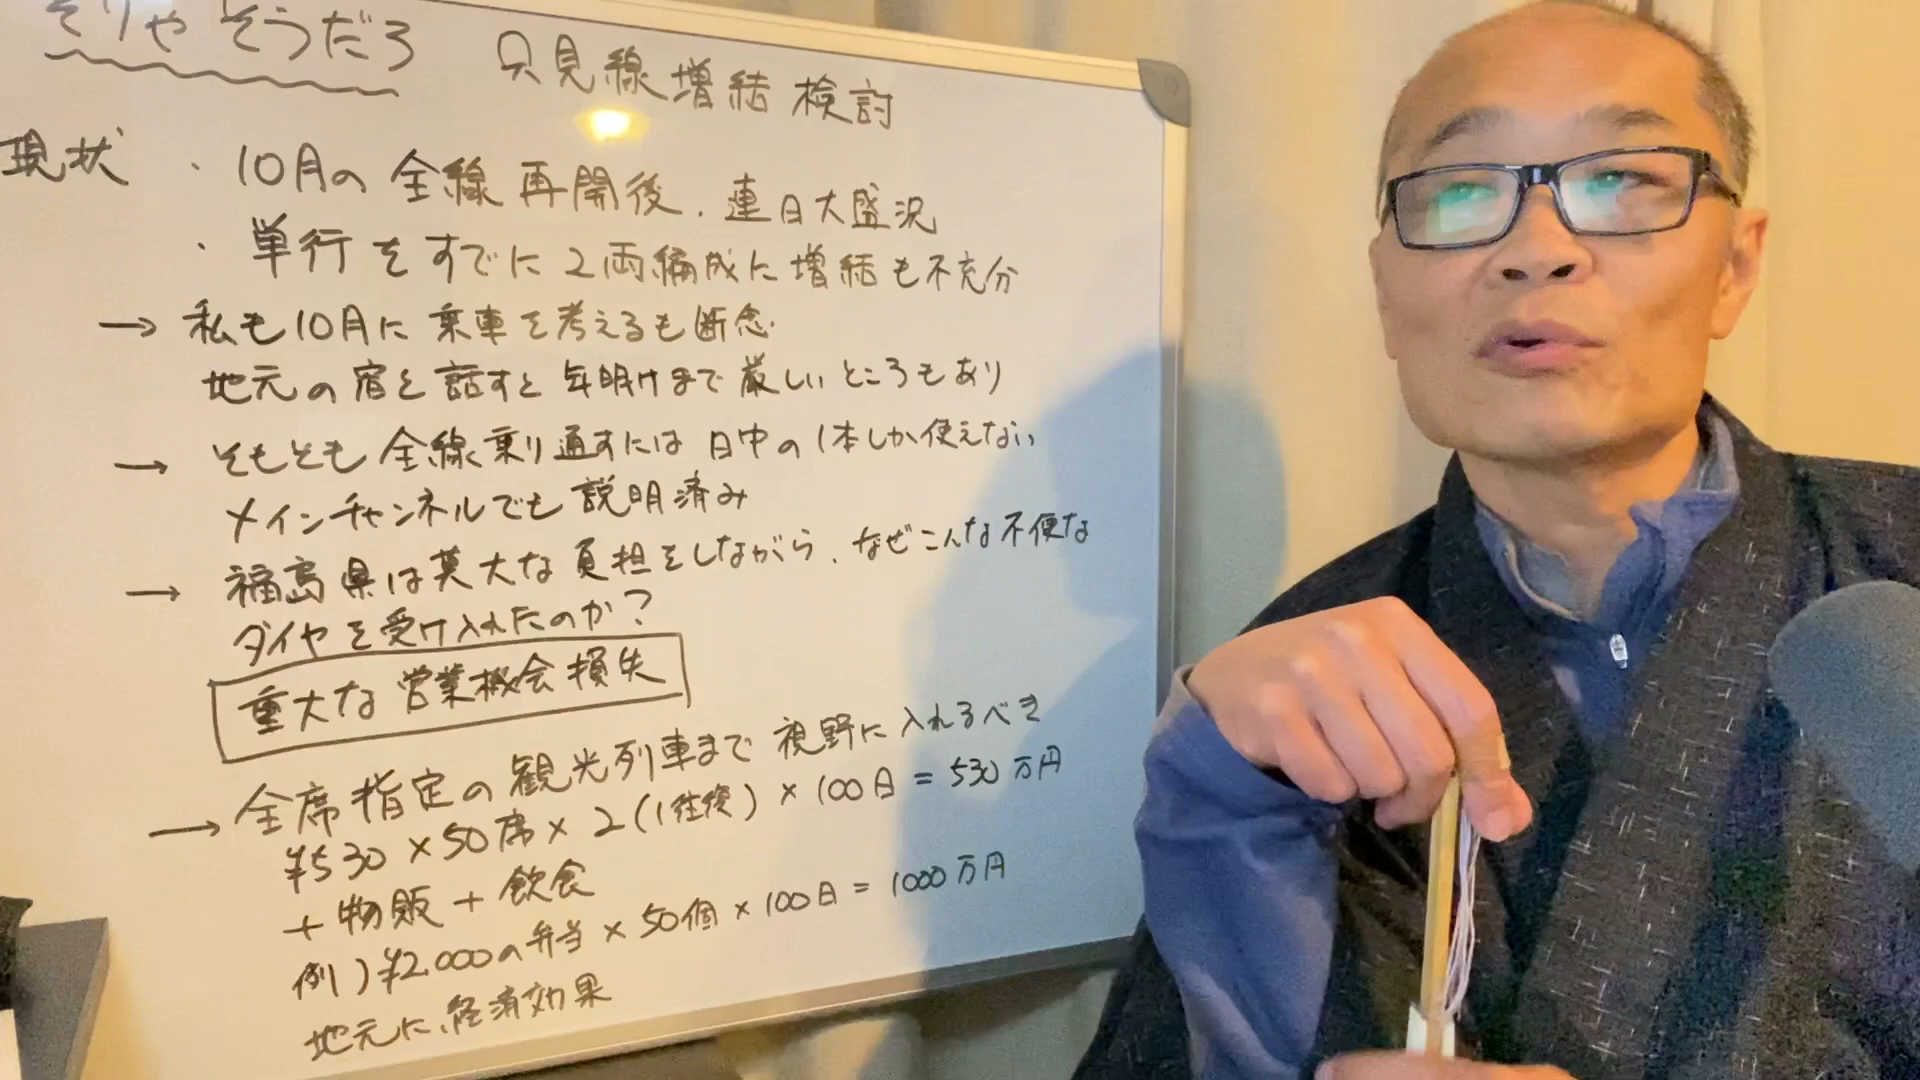 そりゃそうだろ 只見線増結検討
現状 ・10月の全線再開後、連日大盛況
・単行をすでに2両編成に増結も不充分
→ 私も10月に乗車を考えるも断念
地元の宿と話すと年明けまで厳しいところもあり
→ そもそも全線乗り通すには日中の1本しか使えない
メインチャンネルでも説明済み
→ 福島県は莫大な負担をしながら、なぜこんな不便な
ダイヤを受け入れたのか?
重大な営業機会損失
→ 全席指定の観光列車まで視野に入れるべき
¥530×50席×2(1往復)×100日=530万円
+物販+飲食
例)¥2,000の弁当×50個×100日=1000万円
地元に経済効果